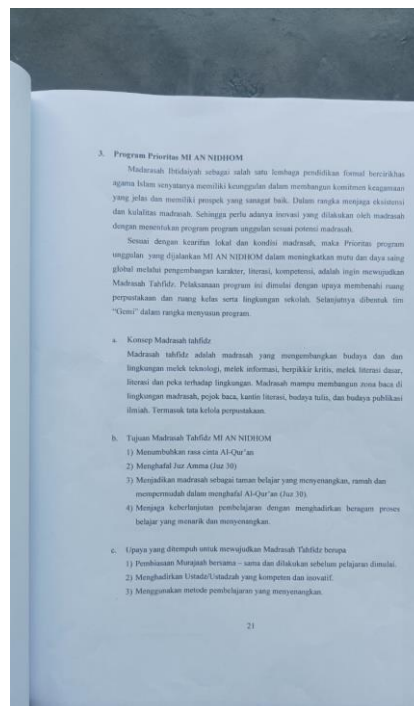 3. Program Prioritas MI AN NIDHOM
Madarasah Ibtidaiyah sebagai salah satu lembaga pendidikan formal bercirikhas
agama Islam senyatanya memiliki keunggulan dalam membangun komitmen keagamaan
yang jelas dan memiliki prospek yang sanagat baik. Dalam rangka menjaga eksistensi
dan kulalitas madrasah. Sehingga perlu adanya inovasi yang dilakukan oleh madrasah
dengan menentukan program program unggulan sesuai potensi madrasah.
Sesuai dengan kearifan lokal dan kondisi madrasah, maka Prioritas program
unggulan yang dijalankan MI AN NIDHOM dalam meningkatkan mutu dan daya saing
global melalui pengembangan karakter, literasi, kompetensi, adalah ingin mewujudkan
Madrasah Tahfidz. Pelaksanaan program ini dimulai dengan upaya membenahi ruang
perpustakaan dan ruang kelas serta lingkungan sekolah. Selanjutnya dibentuk tim
“Gemi” dalam rangka menyusun program.
a. Konsep Madrasah tahfidz
Madrasah tahfidz adalah madrasah yang mengembangkan budaya dan dan
lingkungan melek teknologi, melek informasi, berpikkir kritis, melek literasi dasar,
literasi dan peka terhadap lingkungan. Madrasah mampu membangun zona baca di
lingkungan madrasah, pojok baca, kantin literasi, budaya tulis, dan budaya publikasi
ilmiah. Termasuk tata kelola perpustakaan.
b. Tujuan Madrasah Tahfidz MI AN NIDHOM
1) Menumbuhkan rasa cinta Al-Qur’an
2) Menghafal Juz Amma (Juz 30)
3) Menjadikan madrasah sebagai taman belajar yang menyenangkan, ramah dan
mempermudah dalam menghafal Al-Qur’an (Juz 30)
4) Menjaga keberlanjutan pembelajaran dengan menghadirkan beragam proses
belajar yang menarik dan menyenangkan.
c. Upaya yang ditempuh untuk mewujudkan Madrasah Tahfidz berupa
1) Pembiasaan Murajaah bersama – sama dan dilakukan sebelum pelajaran dimulai.
2) Menghadirkan Ustadz/Ustadzah yang kompeten dan inovatif.
3) Menggunakan metode pembelajaran yang menyenangkan.
21